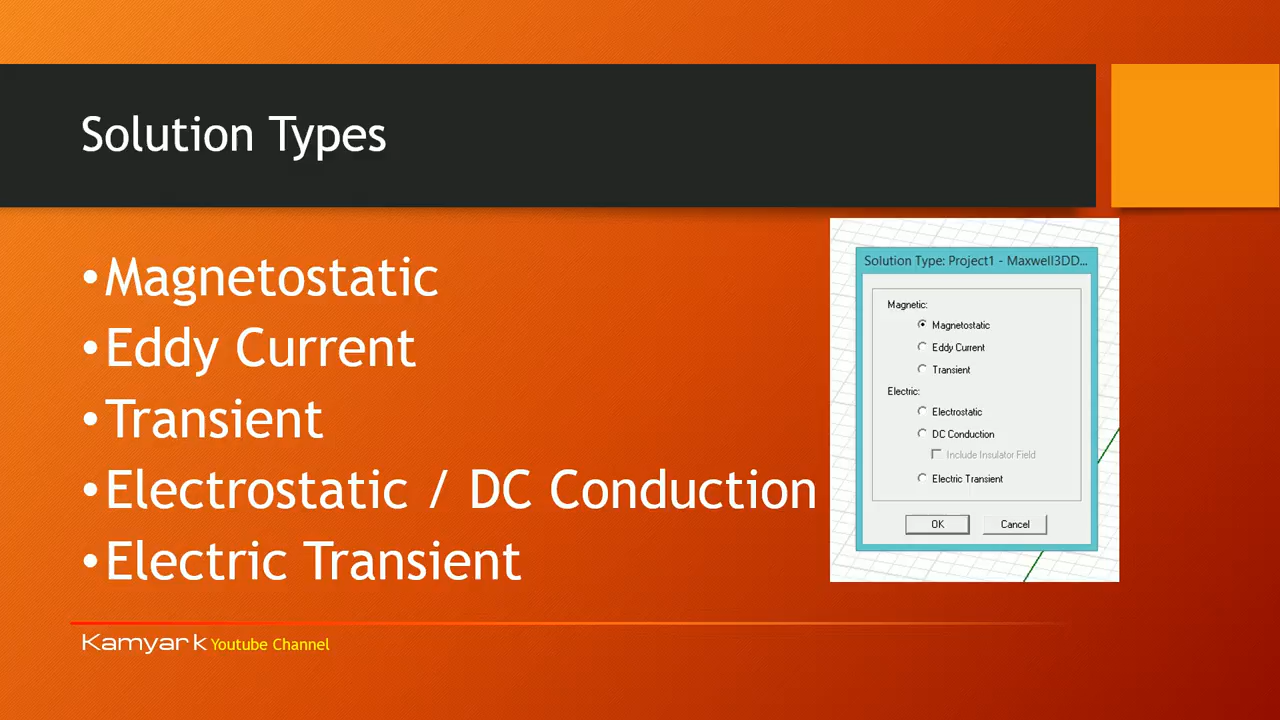 Solution Types
•Magnetostatic
•Eddy Current
•Transient
•Electrostatic / DC Conduction
•Electric Transient
Solution Type: Project1 - Maxwell3DD...
Magnetic:
Magnetostatic
Eddy Current
Transient
Electric:
Electrostatic
DC Conduction
Include Insulator Field
Electric Transient
OK Cancel
Kamyar k Youtube Channel